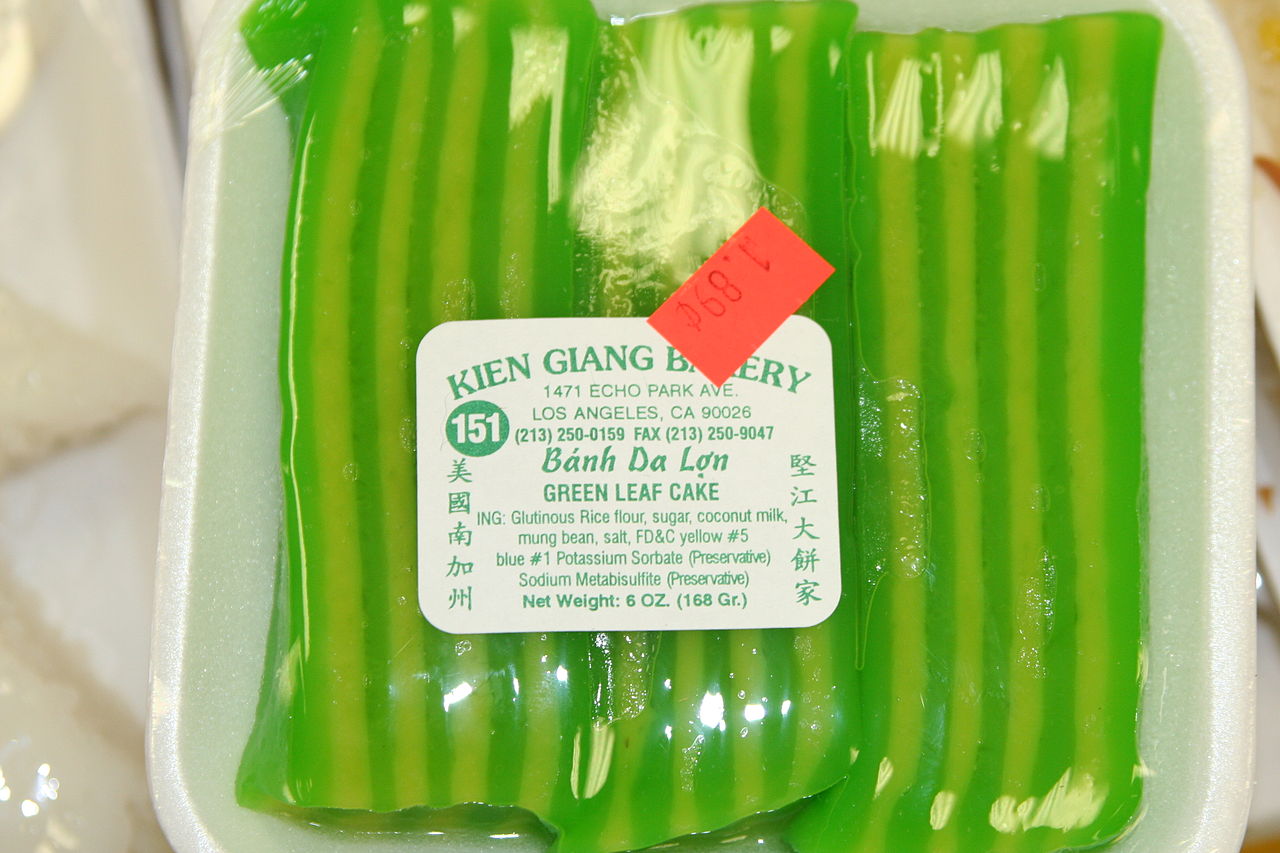 1.89¢
KIEN GIANG BAKERY
1471 ECHO PARK AVE.
LOS ANGELES, CA 90026
151
(213) 250-0159 FAX (213) 250-9047
Bánh Da Lợn
GREEN LEAF CAKE
ING: Glutinous Rice flour, sugar, coconut milk,
mung bean, salt, FD&C yellow #5
blue #1 Potassium Sorbate (Preservative)
Sodium Metabisulfite (Preservative)
Net Weight: 6 OZ. (168 Gr.)
美國南加州
堅江大餅家